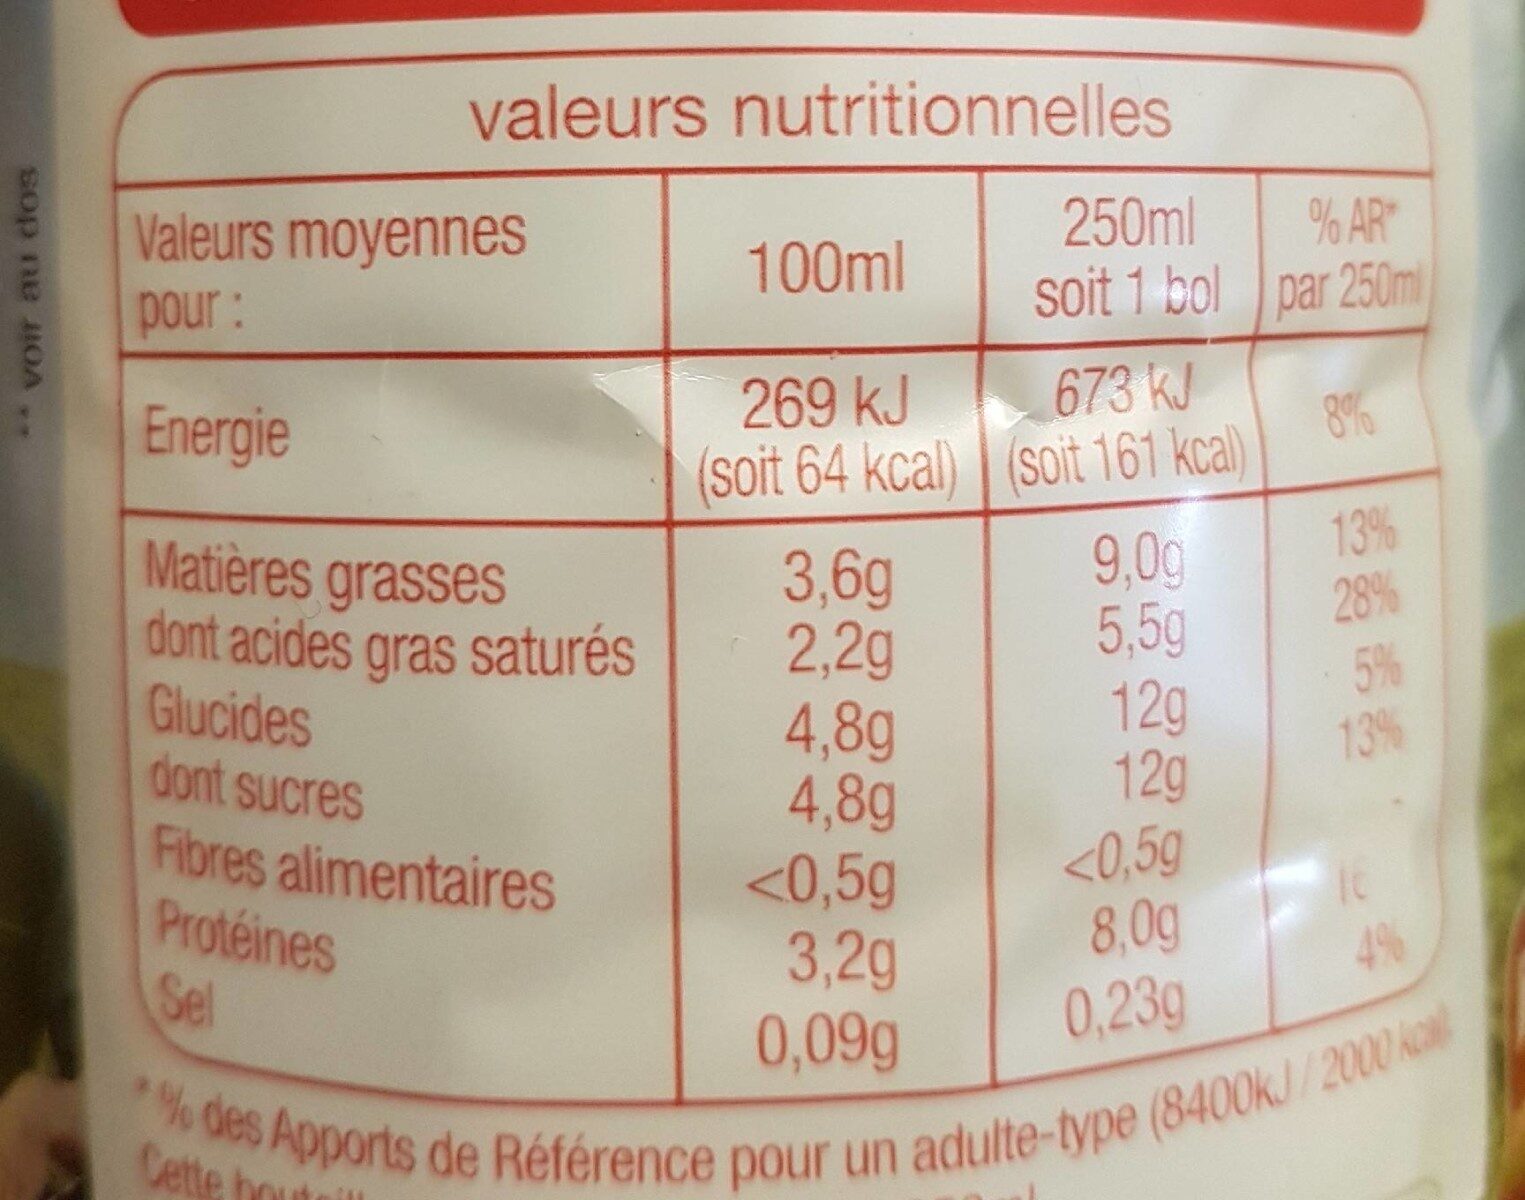 valeurs nutritionnelles
Valeurs moyennes pour : 100ml 250ml soit 1 bol % AR* par 250ml
Energie 269 kJ (soit 64 kcal) 673 kJ (soit 161 kcal) 8%
Matières grasses 3,6g 9,0g 13%
dont acides gras saturés 2,2g 5,5g 28%
Glucides 4,8g 12g 5%
dont sucres 4,8g 12g 13%
Fibres alimentaires <0,5g <0,5g -
Protéines 3,2g 8,0g
Sel 0,09g 0,23g 4%
* % des Apports de Référence pour un adulte-type (8400kJ / 2000 kcal).
Cette
** voir au dos